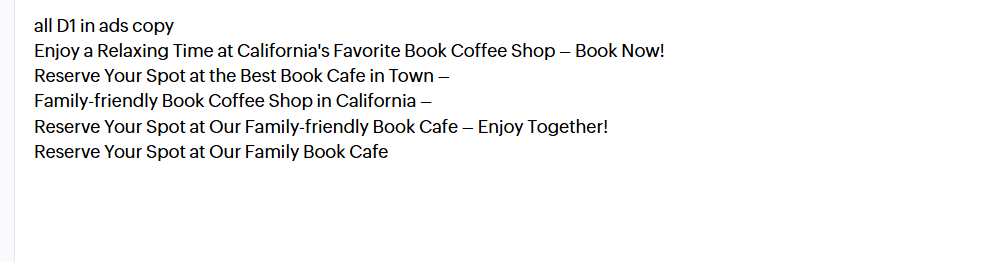 all D1 in ads copy
Enjoy a Relaxing Time at California's Favorite Book Coffee Shop – Book Now!
Reserve Your Spot at the Best Book Cafe in Town –
Family-friendly Book Coffee Shop in California –
Reserve Your Spot at Our Family-friendly Book Cafe – Enjoy Together!
Reserve Your Spot at Our Family Book Cafe